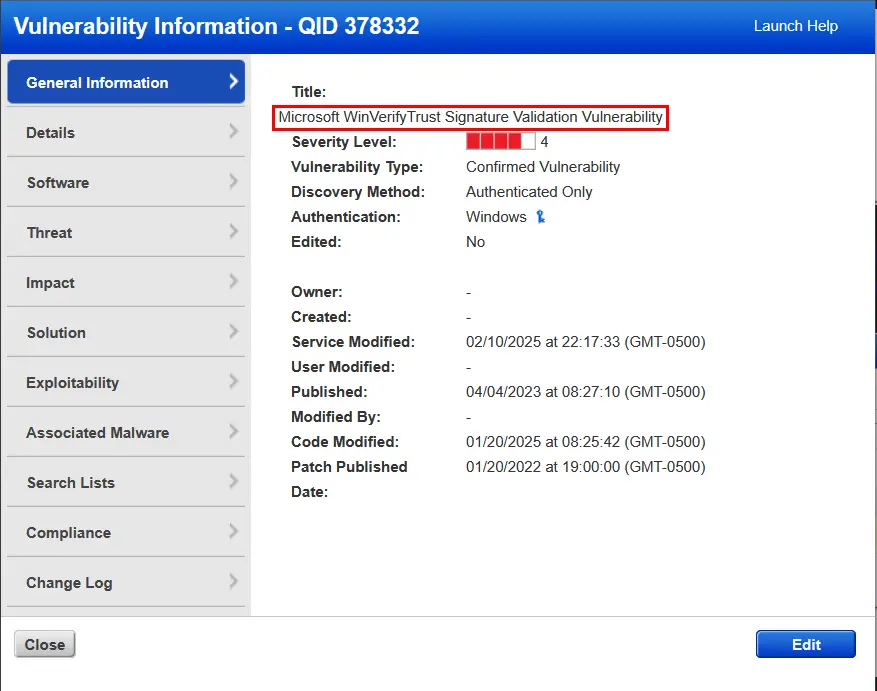 Vulnerability Information - QID 378332
Launch Help
General Information
Details
Software
Threat
Impact
Solution
Exploitability
Associated Malware
Search Lists
Compliance
Change Log
Title:
Microsoft WinVerifyTrust Signature Validation Vulnerability
Severity Level: 4
Vulnerability Type: Confirmed Vulnerability
Discovery Method: Authenticated Only
Authentication: Windows
Edited: No
Owner: -
Created: -
Service Modified: 02/10/2025 at 22:17:33 (GMT-0500)
User Modified: -
Published: 04/04/2023 at 08:27:10 (GMT-0500)
Modified By: -
Code Modified: 01/20/2025 at 08:25:42 (GMT-0500)
Patch Published 01/20/2022 at 19:00:00 (GMT-0500)
Date:
Close
Edit